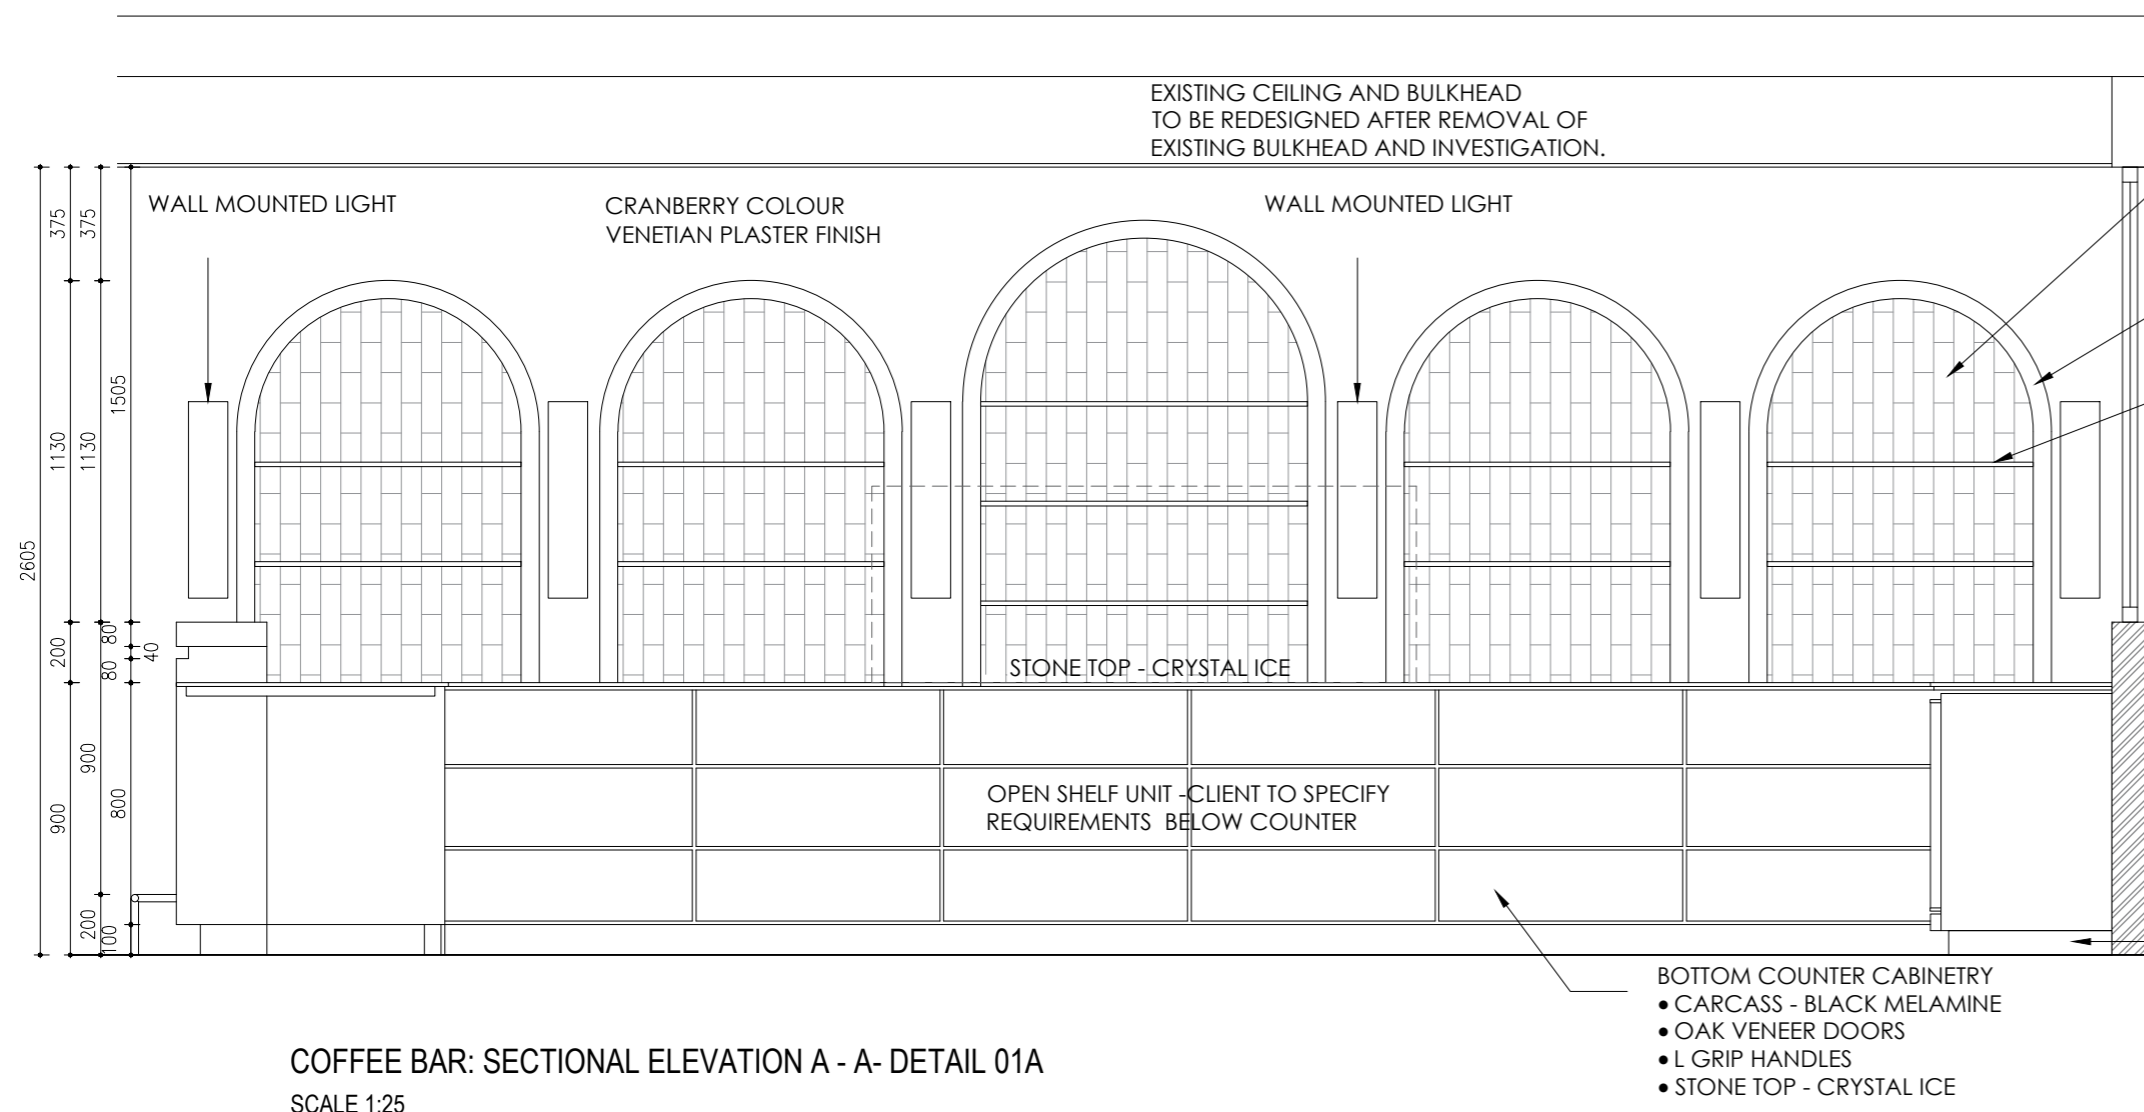 EXISTING CEILING AND BULKHEAD
TO BE REDESIGNED AFTER REMOVAL OF
EXISTING BULKHEAD AND INVESTIGATION.
WALL MOUNTED LIGHT
CRANBERRY COLOUR
VENETIAN PLASTER FINISH
WALL MOUNTED LIGHT
375
375
1505
1130
1130
2605
200
80
40
80
900
900
800
200
100
STONE TOP - CRYSTAL ICE
OPEN SHELF UNIT -CLIENT TO SPECIFY
REQUIREMENTS BELOW COUNTER
BOTTOM COUNTER CABINETRY
• CARCASS - BLACK MELAMINE
• OAK VENEER DOORS
• L GRIP HANDLES
• STONE TOP - CRYSTAL ICE
COFFEE BAR: SECTIONAL ELEVATION A - A- DETAIL 01A
SCALE 1:25